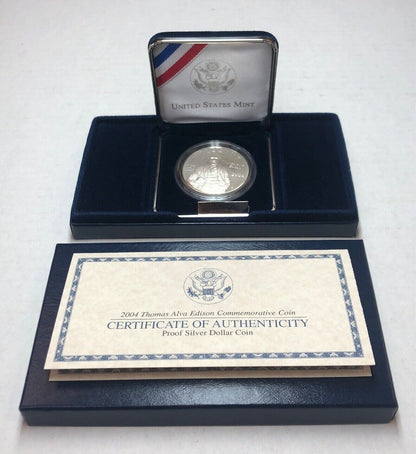 UNITED STATES MINT
2004 Thomas Alva Edison Commemorative Coin
CERTIFICATE OF AUTHENTICITY
Proof Silver Dollar Coin